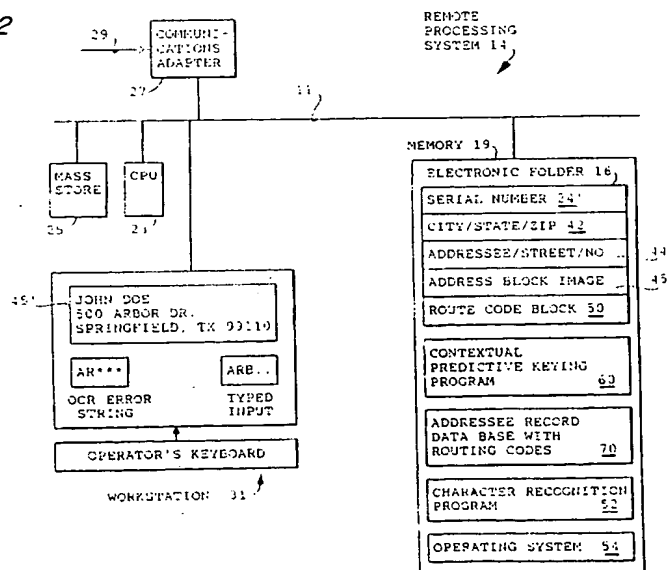 2
REMOTE
PROCESSING
SYSTEM 14
29
COMMUNI-
CATIONS
ADAPTER
27
11
MEMORY 19
MASS
STORE
CPU
25
ELECTRONIC FOLDER 16
SERIAL NUMBER 24'
CITY/STATE/ZIP 42
ADDRESSEE/STREET/NO 44
ADDRESS BLOCK IMAGE 45
ROUTE CODE BLOCK 50
45'
JOHN DOE
500 ARBOR DR.
SPRINGFIELD, TX 99110
AR***
ARB..
OCR ERROR
STRING
TYPED
INPUT
OPERATOR'S KEYBOARD
WORKSTATION 31
CONTEXTUAL
PREDICTIVE KEYING
PROGRAM 60
ADDRESSEE RECORD
DATA BASE WITH
ROUTING CODES 70
CHARACTER RECOGNITION
PROGRAM 52
OPERATING SYSTEM 54